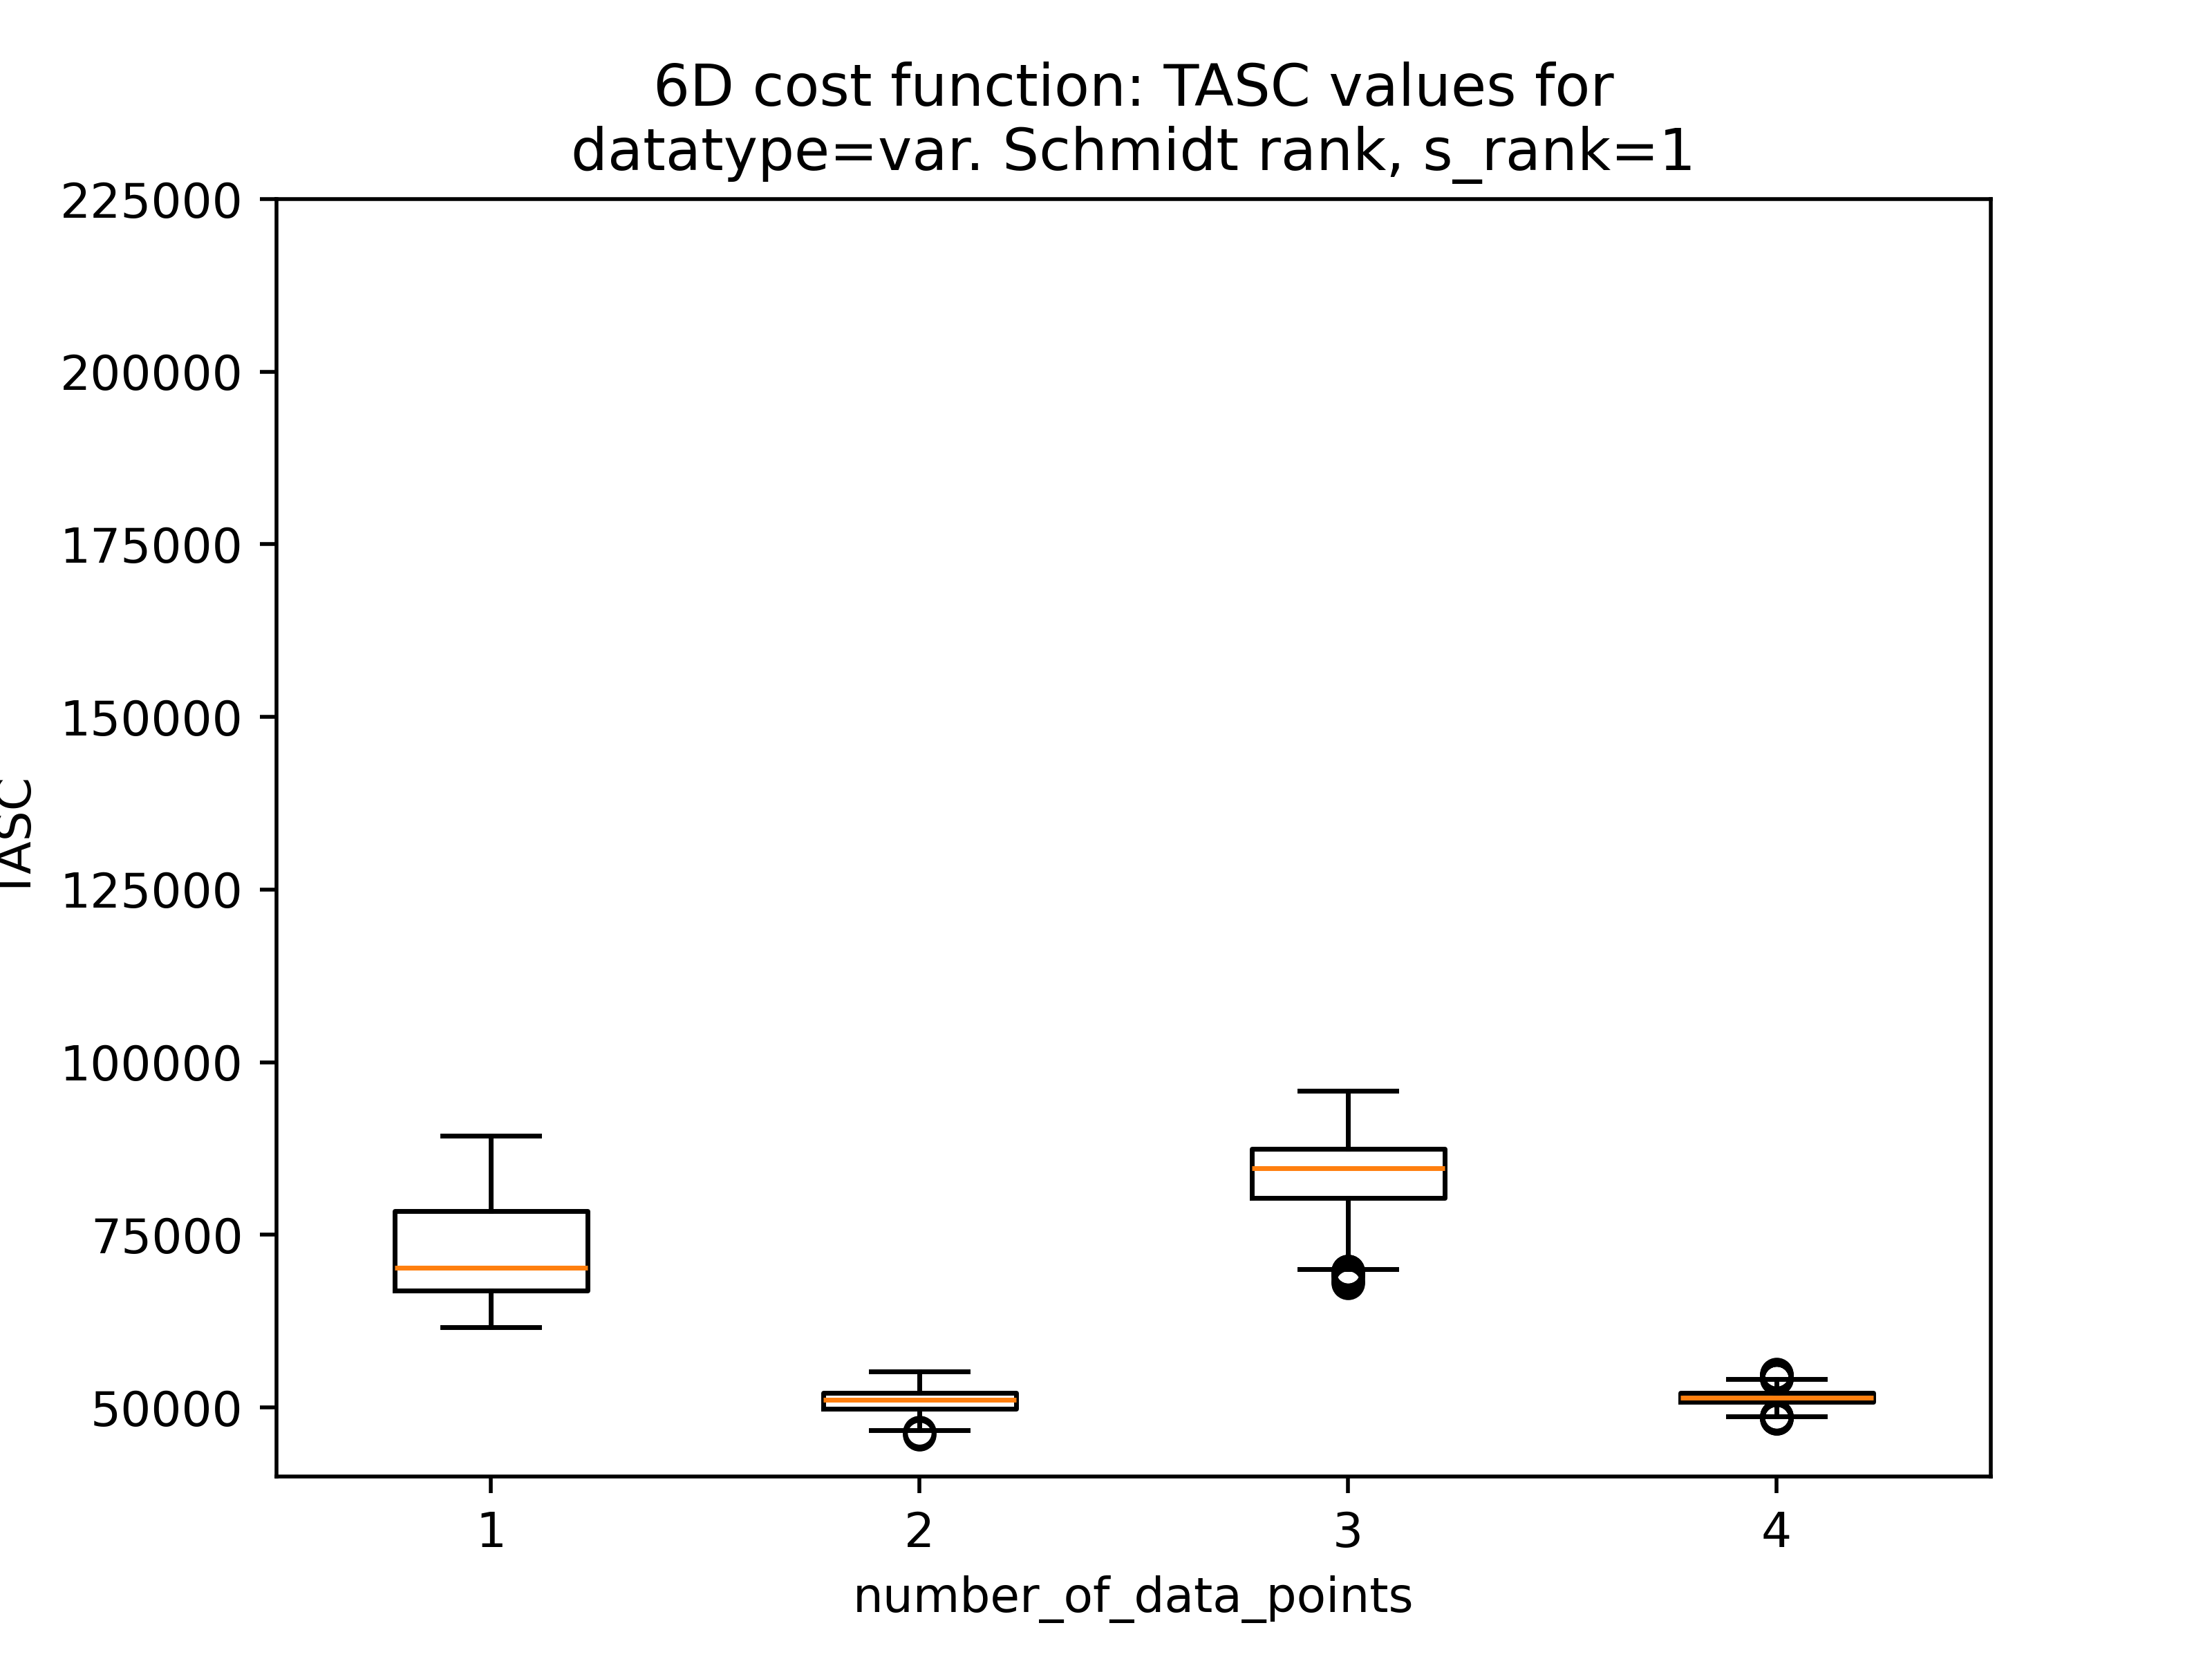 6D cost function: TASC values for
datatype=var. Schmidt rank, s_rank=1
225000
200000
175000
150000
125000
100000
75000
50000
TASC
1 2 3 4
number_of_data_points